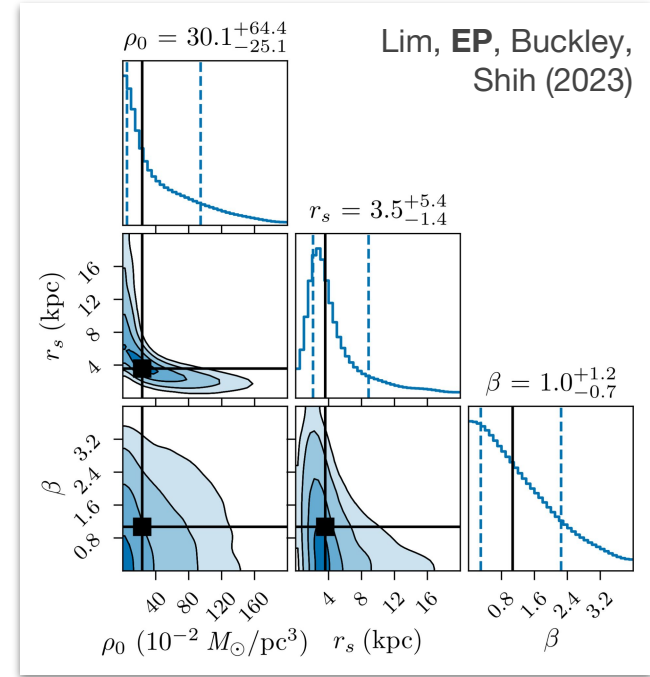 Lim, EP, Buckley,
Shih (2023)
ρ₀ = 30.1⁺⁶⁴·⁴₋₂₅.₁
r_s = 3.5⁺⁵·⁴₋₁.₄
β = 1.0⁺¹·²₋₀.₇
r_s (kpc)
16
12
8
4
β
3.2
2.4
1.6
0.8
40 80 120 160
4 8 12 16
0.8 1.6 2.4 3.2
ρ₀ (10⁻² M⊙/pc³) r_s (kpc) β